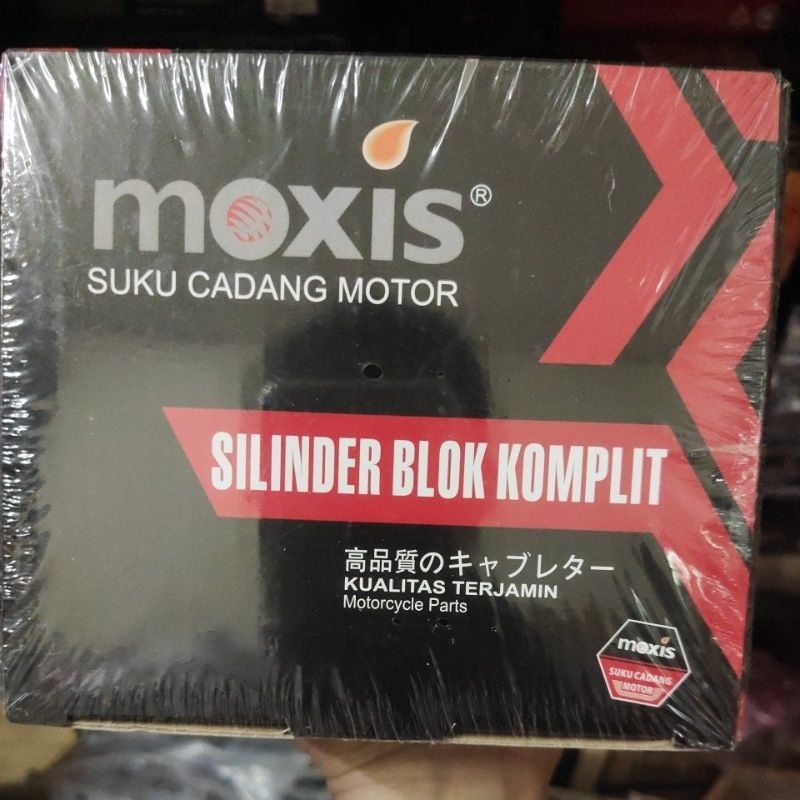 moxis®
SUKU CADANG MOTOR
SILINDER BLOK KOMPLIT
高品質のキャブレター
KUALITAS TERJAMIN
Motorcycle Parts
moxis
SUKU CADANG
MOTOR